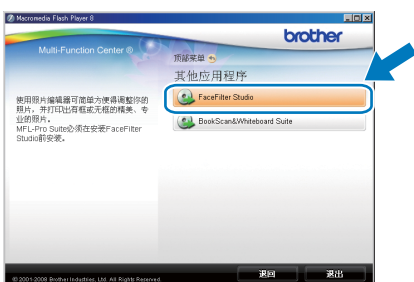 Macromedia Flash Player 8
brother
Multi-Function Center ®
顶部菜单
其他应用程序
使用照片编辑器可简单方便得调整你的
照片，并打印出有框或无框的精美、专
业的照片。
MFL-Pro Suite必须在安装FaceFilter
Studio前安装。
FaceFilter Studio
BookScan&Whiteboard Suite
© 2001-2008 Brother Industries, Ltd. All Rights Reserved.
退回
退出